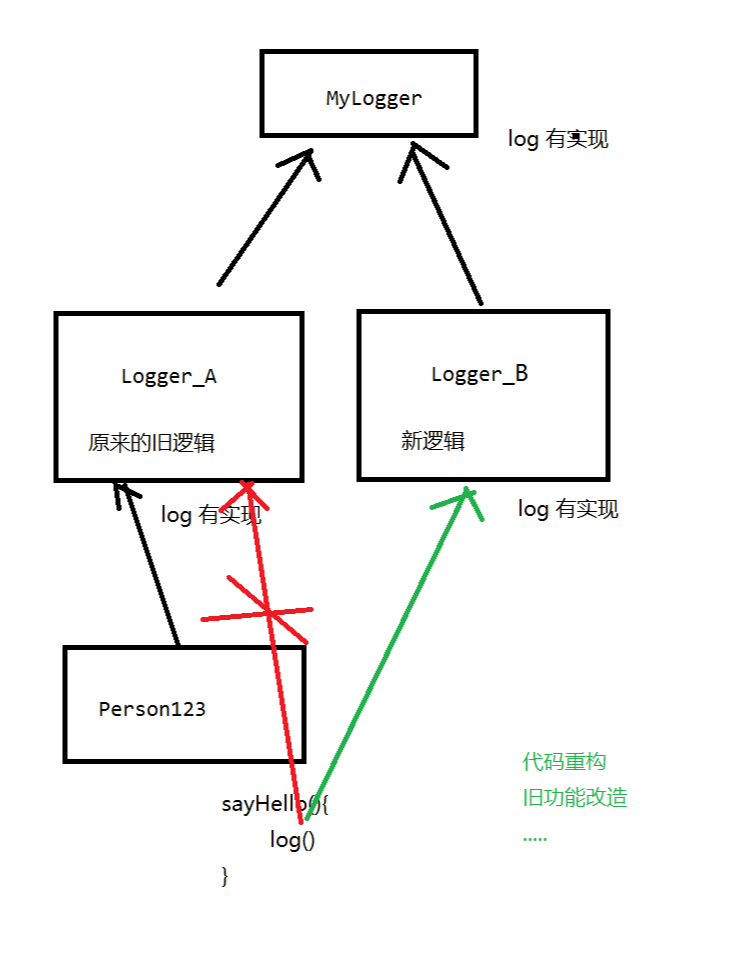 MyLogger
log 有实现
Logger_A
原来的旧逻辑
Logger_B
新逻辑
log 有实现
log 有实现
Person123
sayHello(){
log()
}
代码重构
旧功能改造
.....